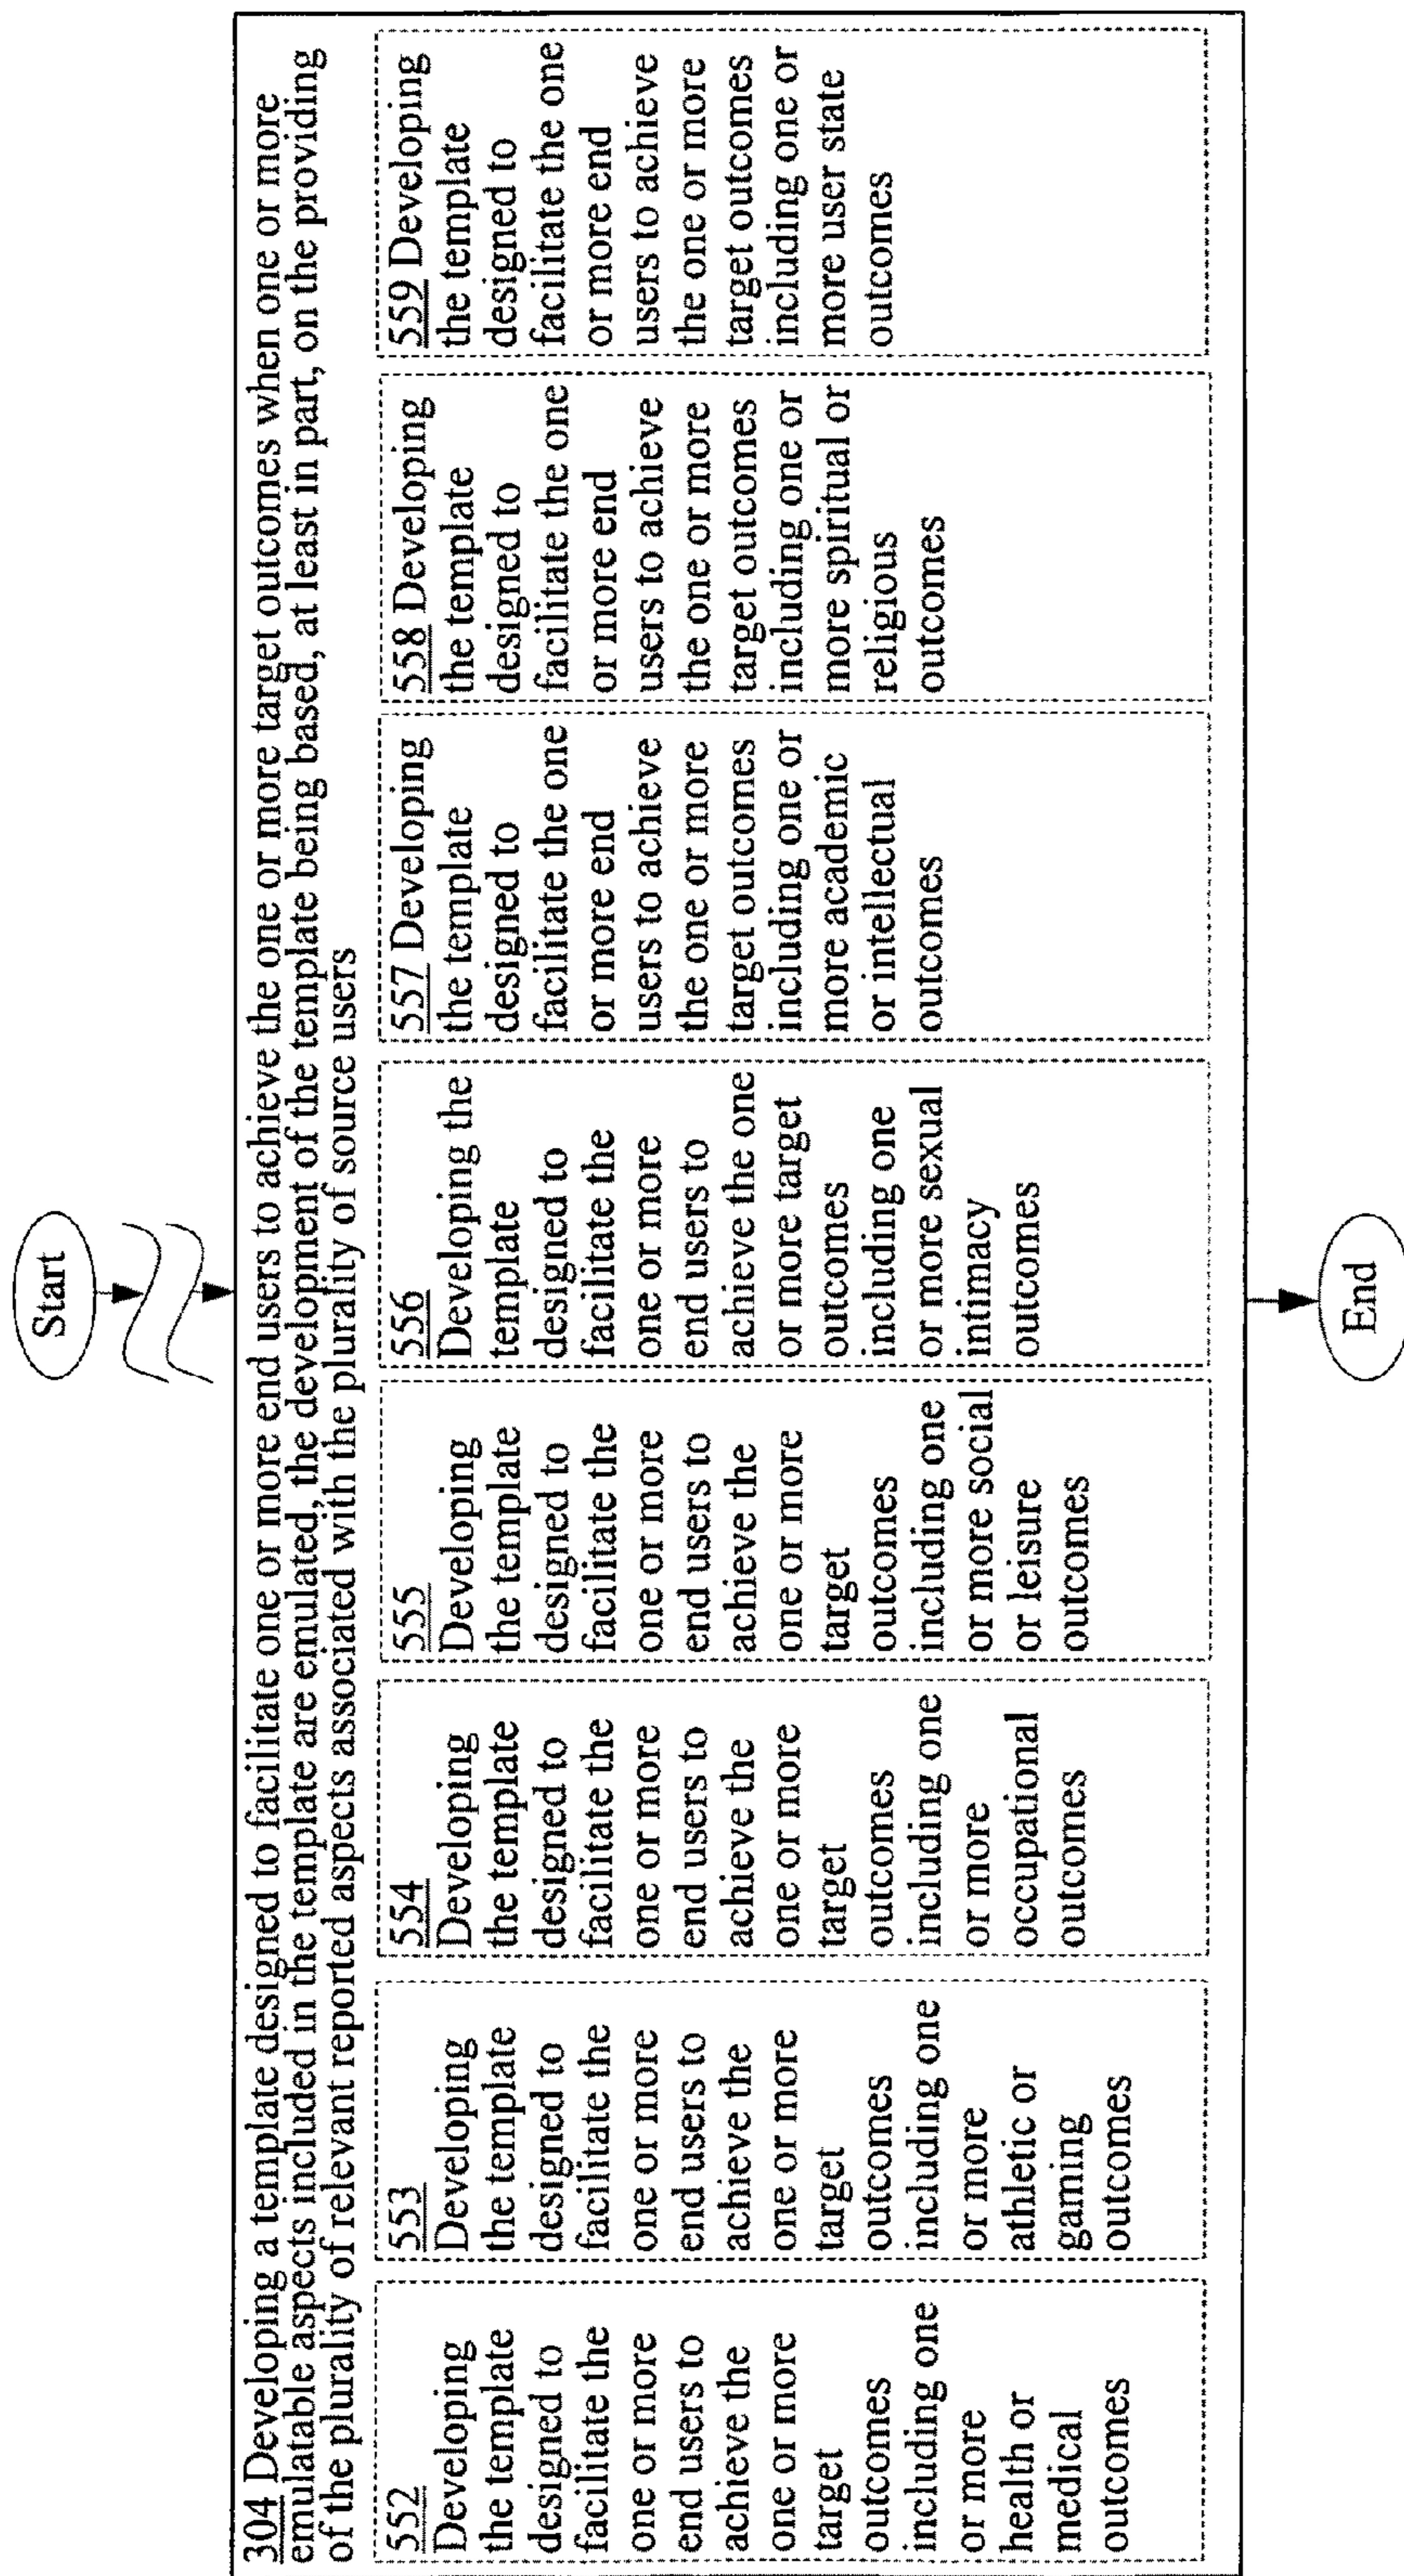 Start
304 Developing a template designed to facilitate one or more end users to achieve the one or more target outcomes when one or more
emulatable aspects included in the template are emulated, the development of the template being based, at least in part, on the providing
of the plurality of relevant reported aspects associated with the plurality of source users
552
Developing
the template
designed to
facilitate the
one or more
end users to
achieve the
one or more
target
outcomes
including one
or more
health or
medical
outcomes
553
Developing
the template
designed to
facilitate the
one or more
end users to
achieve the
one or more
target
outcomes
including one
or more
athletic or
gaming
outcomes
554
Developing
the template
designed to
facilitate the
one or more
end users to
achieve the
one or more
target
outcomes
including one
or more
occupational
outcomes
555
Developing
the template
designed to
facilitate the
one or more
end users to
achieve the
one or more
target
outcomes
including one
or more social
or leisure
outcomes
556
Developing the
template
designed to
facilitate the
one or more
end users to
achieve the one
or more target
outcomes
including one
or more sexual
intimacy
outcomes
557 Developing
the template
designed to
facilitate the one
or more end
users to achieve
the one or more
target outcomes
including one or
more academic
or intellectual
outcomes
558 Developing
the template
designed to
facilitate the one
or more end
users to achieve
the one or more
target outcomes
including one or
more spiritual or
religious
outcomes
559 Developing
the template
designed to
facilitate the one
or more end
users to achieve
the one or more
target outcomes
including one or
more user state
outcomes
End